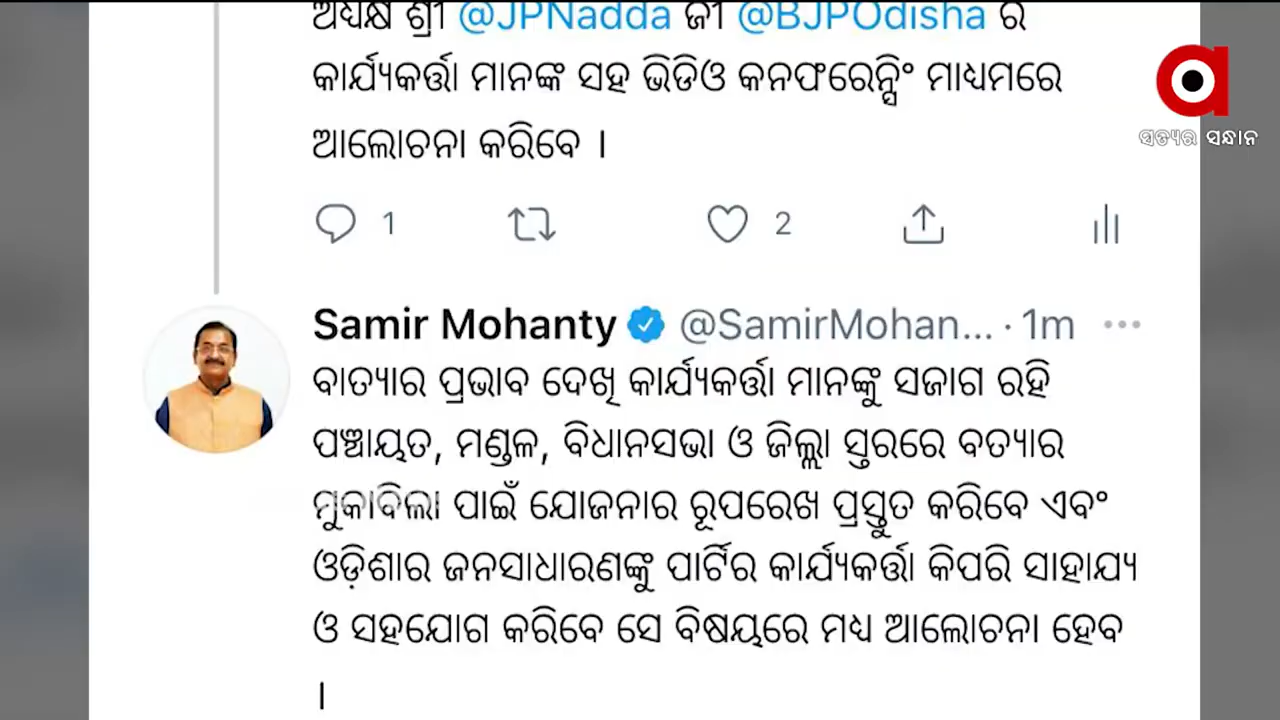 ଅଧ୍ୟକ୍ଷ ଶ୍ରୀ @JPNadda ଜୀ @BJPOdisha ର
କାର୍ଯ୍ୟକର୍ତ୍ତା ମାନଙ୍କ ସହ ଭିଡିଓ କନଫରେନ୍ସିଂ ମାଧ୍ୟମରେ
ଆଲୋଚନା କରିବେ ।
ସତ୍ୟର ସନ୍ଧାନ
1 2
Samir Mohanty @SamirMohan... · 1m
ବାତ୍ୟାର ପ୍ରଭାବ ଦେଖି କାର୍ଯ୍ୟକର୍ତ୍ତା ମାନଙ୍କୁ ସଜାଗ ରହି
ପଞ୍ଚାୟତ, ମଣ୍ଡଳ, ବିଧାନସଭା ଓ ଜିଲ୍ଲା ସ୍ତରରେ ବତ୍ୟାର
ମୁକାବିଲା ପାଇଁ ଯୋଜନାର ରୂପରେଖ ପ୍ରସ୍ତୁତ କରିବେ ଏବଂ
ଓଡ଼ିଶାର ଜନସାଧାରଣଙ୍କୁ ପାର୍ଟିର କାର୍ଯ୍ୟକର୍ତ୍ତା କିପରି ସାହାଯ୍ୟ
ଓ ସହଯୋଗ କରିବେ ସେ ବିଷୟରେ ମଧ୍ୟ ଆଲୋଚନା ହେବ
।